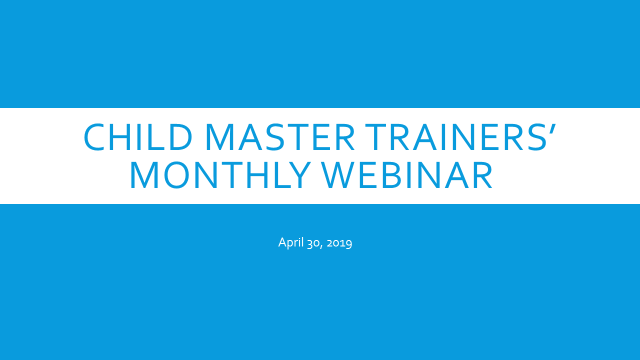 CHILD MASTER TRAINERS’
MONTHLY WEBINAR
April 30, 2019